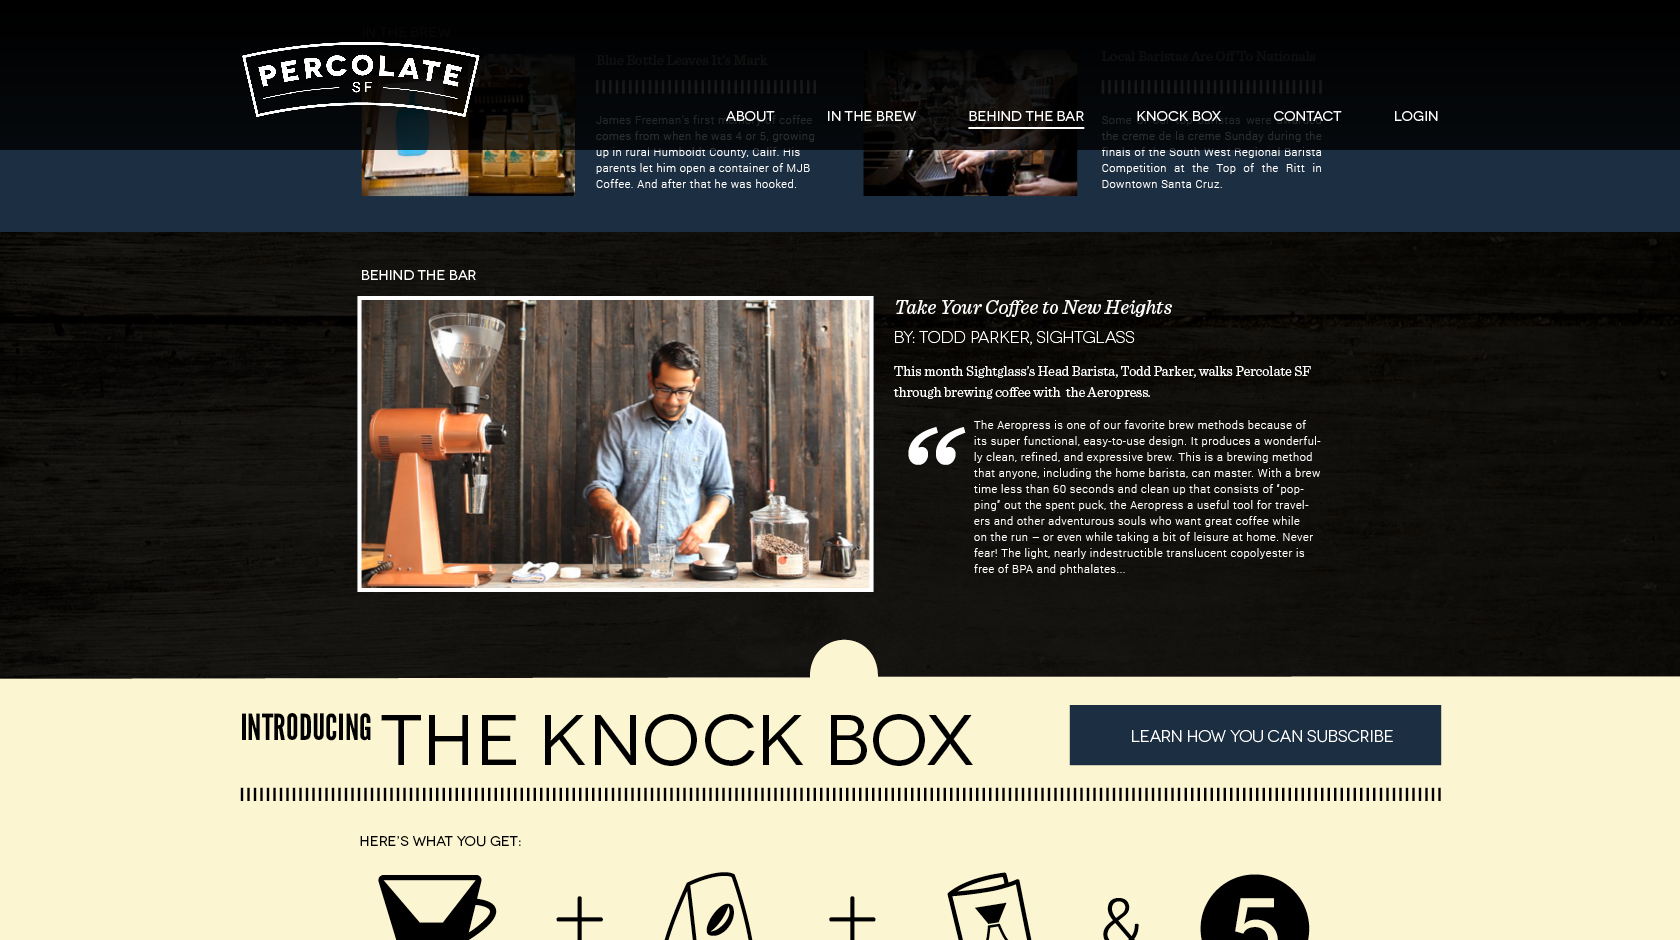 IN THE BREW
PERCOLATE
SF
Blue Bottle Leaves It's Mark
Local Baristas Are Off To Nationals
ABOUT
IN THE BREW
BEHIND THE BAR
KNOCK BOX
CONTACT
LOGIN
James Freeman's first coffee
comes from when he was 4 or 5, growing
up in rural Humboldt County, Calif. His
parents let him open a container of MJB
Coffee. And after that he was hooked.
Some were
the creme de la creme Sunday during the
finals of the South West Regional Barista
Competition at the Top of the Ritt in
Downtown Santa Cruz.
BEHIND THE BAR
Take Your Coffee to New Heights
BY: TODD PARKER, SIGHTGLASS
This month Sightglass's Head Barista, Todd Parker, walks Percolate SF
through brewing coffee with the Aeropress.
“
The Aeropress is one of our favorite brew methods because of
its super functional, easy-to-use design. It produces a wonderful-
ly clean, refined, and expressive brew. This is a brewing method
that anyone, including the home barista, can master. With a brew
time less than 60 seconds and clean up that consists of "pop-
ping" out the spent puck, the Aeropress a useful tool for travel-
ers and other adventurous souls who want great coffee while
on the run – or even while taking a bit of leisure at home. Never
fear! The light, nearly indestructible translucent copolyester is
free of BPA and phthalates...
INTRODUCING THE KNOCK BOX
LEARN HOW YOU CAN SUBSCRIBE
HERE'S WHAT YOU GET:
+ + & 5